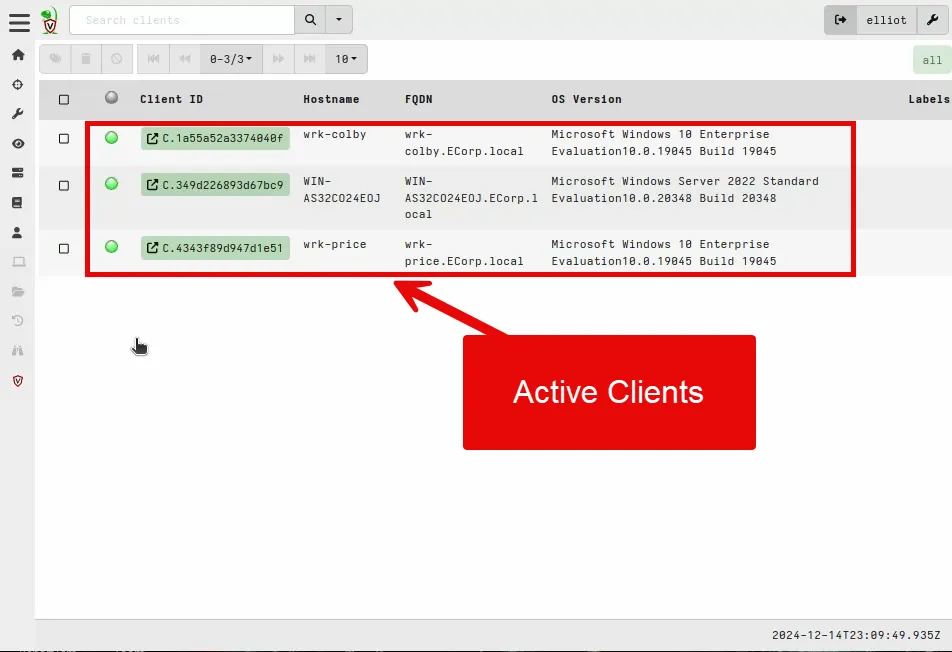 Search clients
elliot
0-3/3
10
all
Client ID Hostname FQDN OS Version Labels
C.1a55a52a3374040f wrk-colby wrk- Microsoft Windows 10 Enterprise
colby.ECorp.local Evaluation10.0.19045 Build 19045
C.349d226893d67bc9 WIN- WIN- Microsoft Windows Server 2022 Standard
AS32CO24EOJ AS32CO24EOJ.ECorp.l Evaluation10.0.20348 Build 20348
ocal
C.4343f89d947d1e51 wrk-price wrk- Microsoft Windows 10 Enterprise
price.ECorp.local Evaluation10.0.19045 Build 19045
Active Clients
2024-12-14T23:09:49.935Z